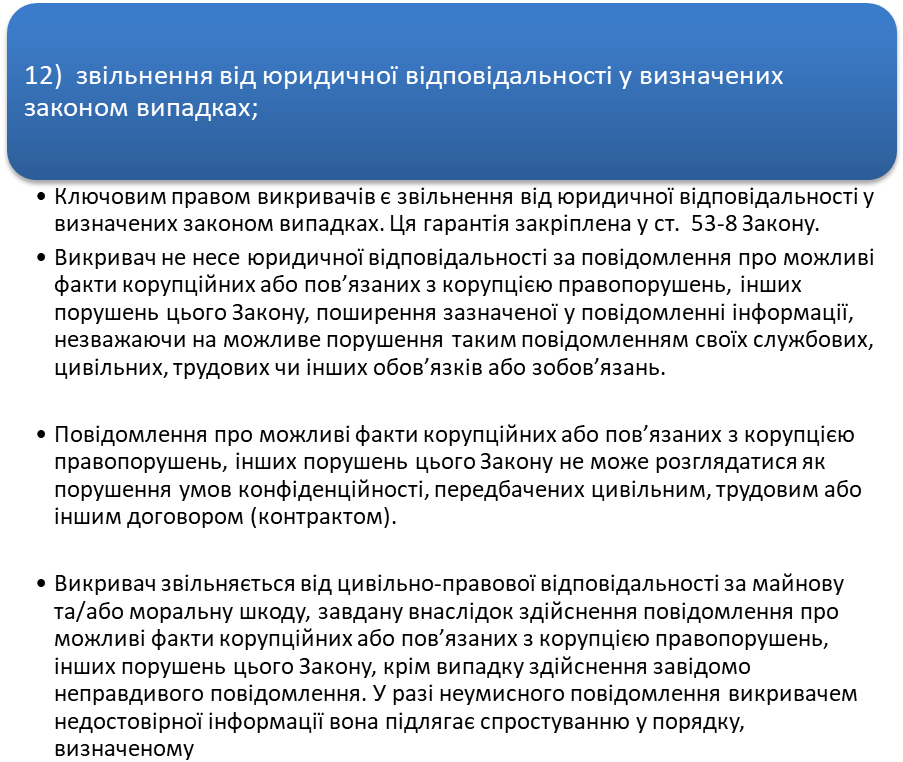 12) звільнення від юридичної відповідальності у визначених
законом випадках;
• Ключовим правом викривачів є звільнення від юридичної відповідальності у
визначених законом випадках. Ця гарантія закріплена у ст. 53-8 Закону.
• Викривач не несе юридичної відповідальності за повідомлення про можливі
факти корупційних або пов’язаних з корупцією правопорушень, інших
порушень цього Закону, поширення зазначеної у повідомленні інформації,
незважаючи на можливе порушення таким повідомленням своїх службових,
цивільних, трудових чи інших обов’язків або зобов’язань.
• Повідомлення про можливі факти корупційних або пов’язаних з корупцією
правопорушень, інших порушень цього Закону не може розглядатися як
порушення умов конфіденційності, передбачених цивільним, трудовим або
іншим договором (контрактом).
• Викривач звільняється від цивільно-правової відповідальності за майнову
та/або моральну шкоду, завдану внаслідок здійснення повідомлення про
можливі факти корупційних або пов’язаних з корупцією правопорушень,
інших порушень цього Закону, крім випадку здійснення завідомо
неправдивого повідомлення. У разі неумисного повідомлення викривачем
недостовірної інформації вона підлягає спростуванню у порядку,
визначеному